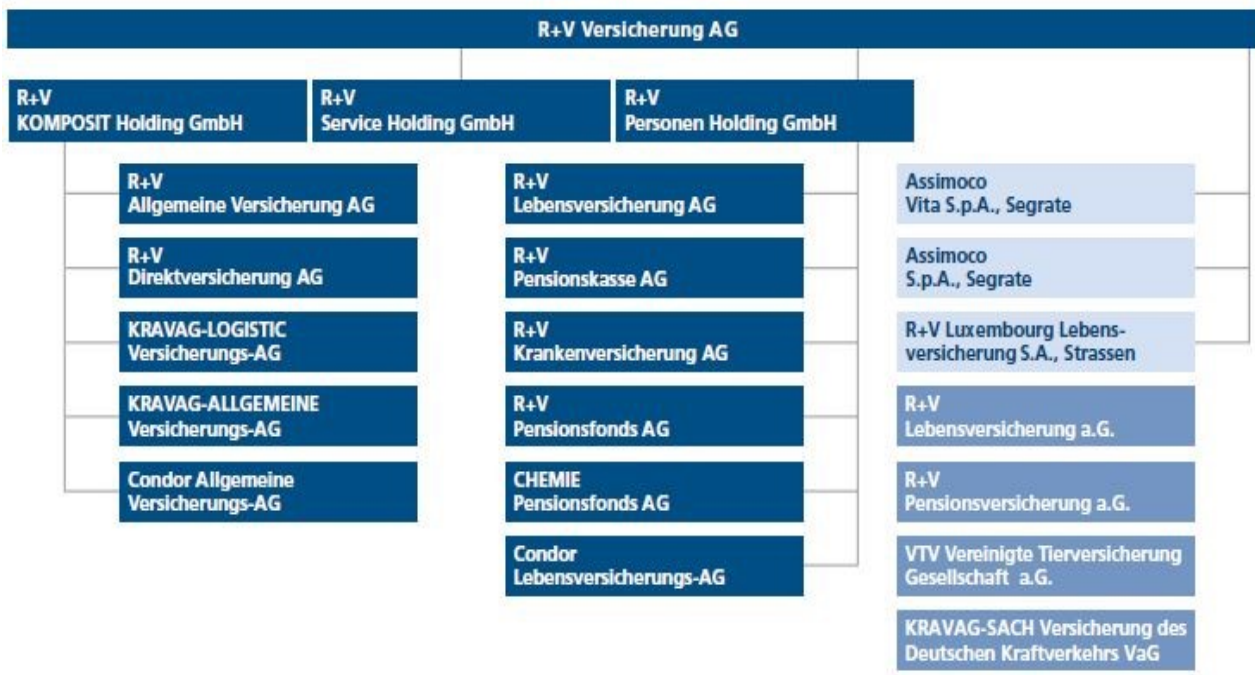 R+V Versicherung AG
R+V
KOMPOSIT Holding GmbH
R+V
Service Holding GmbH
R+V
Personen Holding GmbH
R+V
Allgemeine Versicherung AG
R+V
Direktversicherung AG
KRAVAG-LOGISTIC
Versicherungs-AG
KRAVAG-ALLGEMEINE
Versicherungs-AG
Condor Allgemeine
Versicherungs-AG
R+V
Lebensversicherung AG
R+V
Pensionskasse AG
R+V
Krankenversicherung AG
R+V
Pensionsfonds AG
CHEMIE
Pensionsfonds AG
Condor
Lebensversicherungs-AG
Assimoco
Vita S.p.A., Segrate
Assimoco
S.p.A., Segrate
R+V Luxembourg Lebens-
versicherung S.A., Strassen
R+V
Lebensversicherung a.G.
R+V
Pensionsversicherung a.G.
VTV Vereinigte Tierversicherung
Gesellschaft a.G.
KRAVAG-SACH Versicherung des
Deutschen Kraftverkehrs VaG